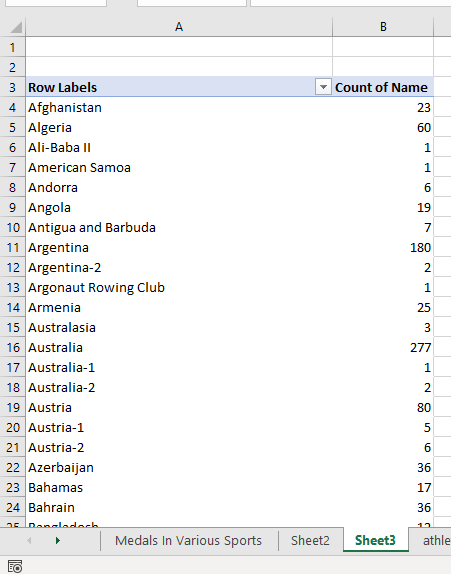 A B
1
2
3 Row Labels Count of Name
4 Afghanistan 23
5 Algeria 60
6 Ali-Baba II 1
7 American Samoa 1
8 Andorra 6
9 Angola 19
10 Antigua and Barbuda 7
11 Argentina 180
12 Argentina-2 2
13 Argonaut Rowing Club 1
14 Armenia 25
15 Australasia 3
16 Australia 277
17 Australia-1 1
18 Australia-2 2
19 Austria 80
20 Austria-1 5
21 Austria-2 6
22 Azerbaijan 36
23 Bahamas 17
24 Bahrain 36
25 Bangladesh
Medals In Various Sports Sheet2 Sheet3 athle